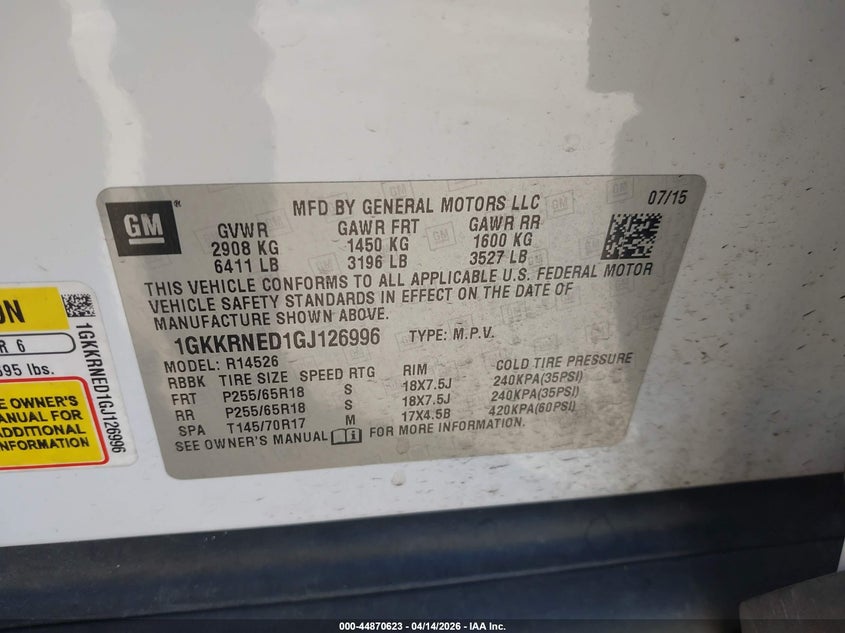 GM
MFD BY GENERAL MOTORS LLC
07/15
GVWR GAWR FRT GAWR RR
2908 KG 1450 KG 1600 KG
6411 LB 3196 LB 3527 LB
THIS VEHICLE CONFORMS TO ALL APPLICABLE U.S. FEDERAL MOTOR
VEHICLE SAFETY STANDARDS IN EFFECT ON THE DATE OF
MANUFACTURE SHOWN ABOVE.
1GKKRNED1GJ126996 TYPE: M.P.V.
MODEL: R14526
RBBK TIRE SIZE SPEED RTG RIM COLD TIRE PRESSURE
FRT P255/65R18 S 18X7.5J 240KPA(35PSI)
RR P255/65R18 S 18X7.5J 240KPA(35PSI)
SPA T145/70R17 M 17X4.5B 420KPA(60PSI)
SEE OWNER'S MANUAL FOR MORE INFORMATION.
ON
R 6
595 lbs.
E OWNER'S
MANUAL FOR
ADDITIONAL
INFORMATION
1GKKRNED1GJ126996
000-44870623 - 04/14/2026 - IAA Inc.